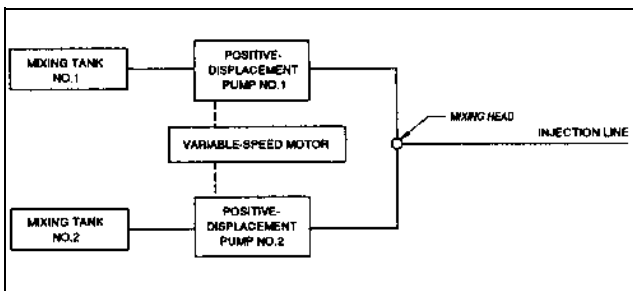 MIXING TANK
NO.1
POSITIVE-
DISPLACEMENT
PUMP NO.1
MIXING HEAD
INJECTION LINE
VARIABLE-SPEED MOTOR
MIXING TANK
NO.2
POSITIVE-
DISPLACEMENT
PUMP NO.2